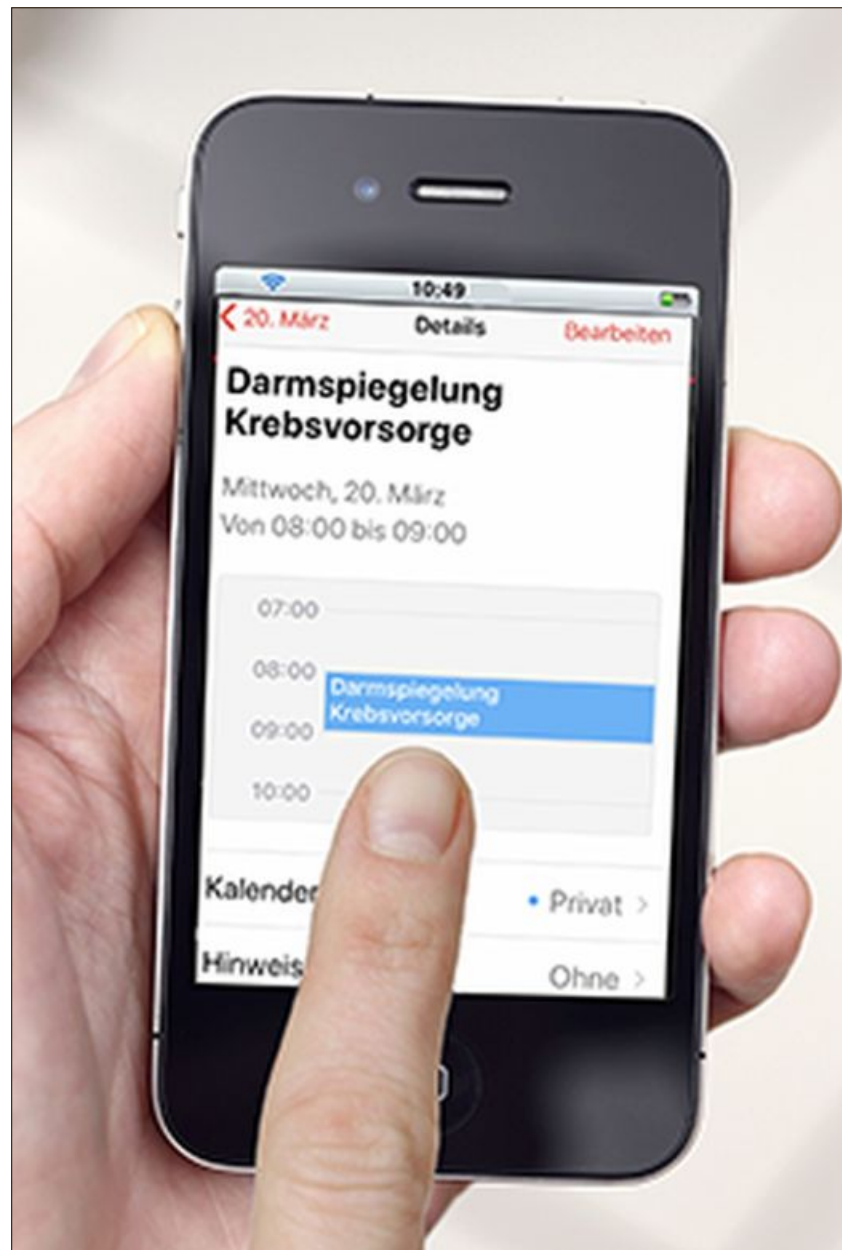 10:49
20. März Details Bearbeiten
Darmspiegelung
Krebsvorsorge
Mittwoch, 20. März
Von 08:00 bis 09:00
07:00
08:00
Darmspiegelung
Krebsvorsorge
09:00
10:00
Kalender Privat
Hinweis Ohne